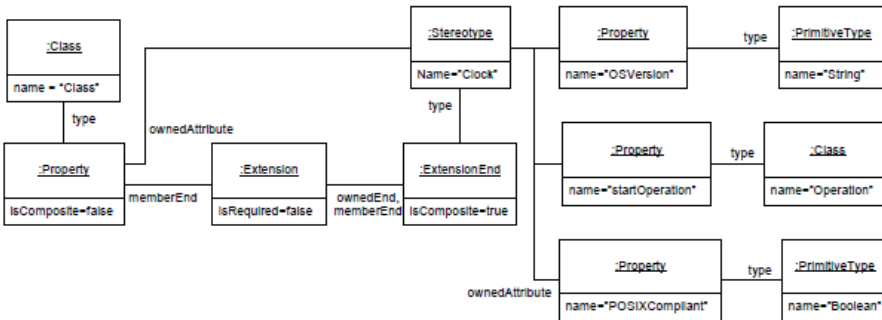 :Class
name = "Class"
type
:Stereotype
Name="Clock"
type
:Property
name="OSVersion"
type
:PrimitiveType
name="String"
ownedAttribute
:Property
isComposite=false
memberEnd
:Extension
isRequired=false
ownedEnd,
memberEnd
:ExtensionEnd
isComposite=true
:Property
name="startOperation"
type
:Class
name="Operation"
ownedAttribute
:Property
name="POSIXCompliant"
type
:PrimitiveType
name="Boolean"